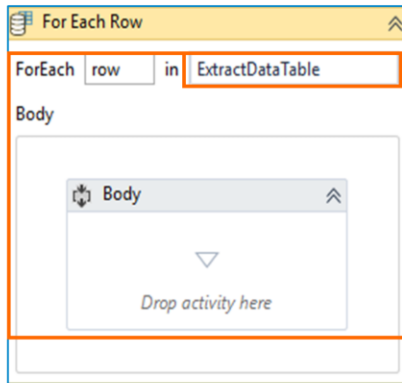 For Each Row
ForEach row in ExtractDataTable
Body
Body
Drop activity here